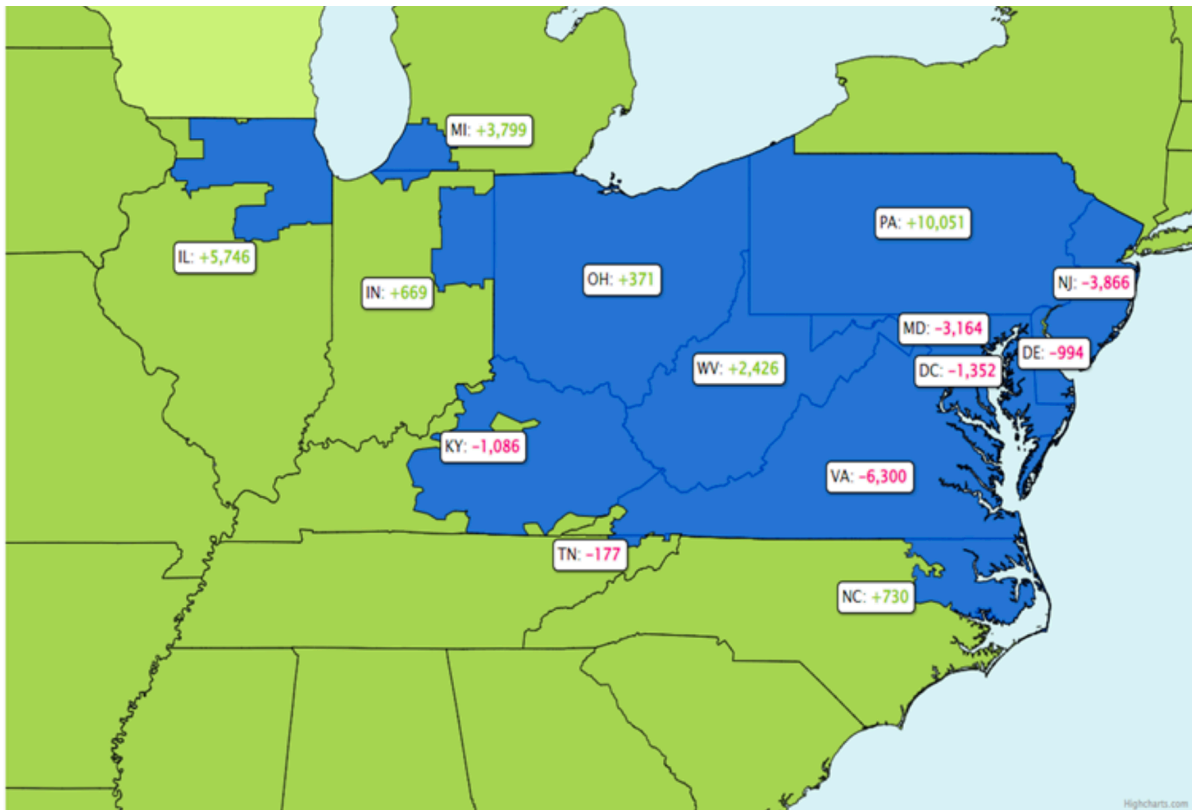 MI: +3,799
PA: +10,051
IL: +5,746
OH: +371
NJ: −3,866
IN: +669
MD: −3,164
DE: −994
WV: +2,426
DC: −1,352
KY: −1,086
VA: −6,300
TN: −177
NC: +730
Highcharts.com